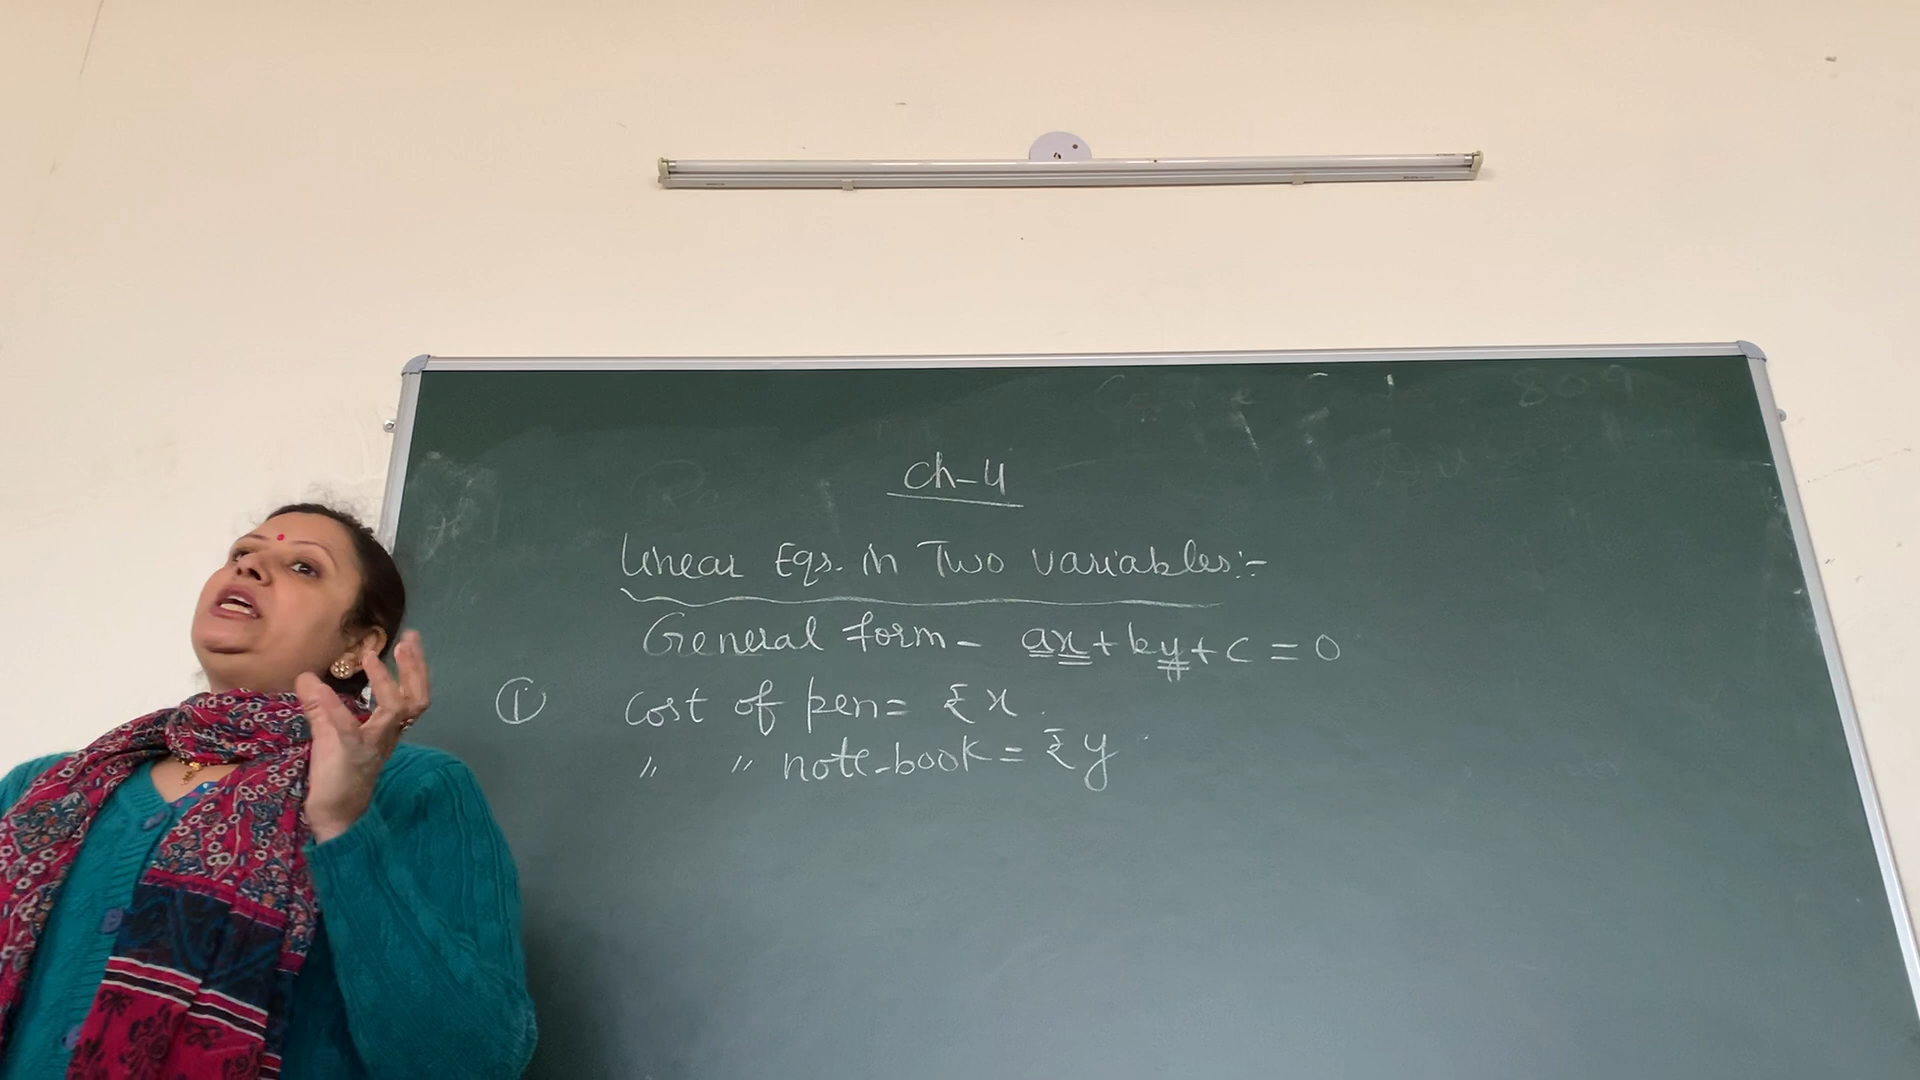 Ch-4
Linear Eqs. in Two variables:-
General form - ax + by + c = 0
① Cost of pen = ₹ x.
〃 〃 note-book = ₹ y